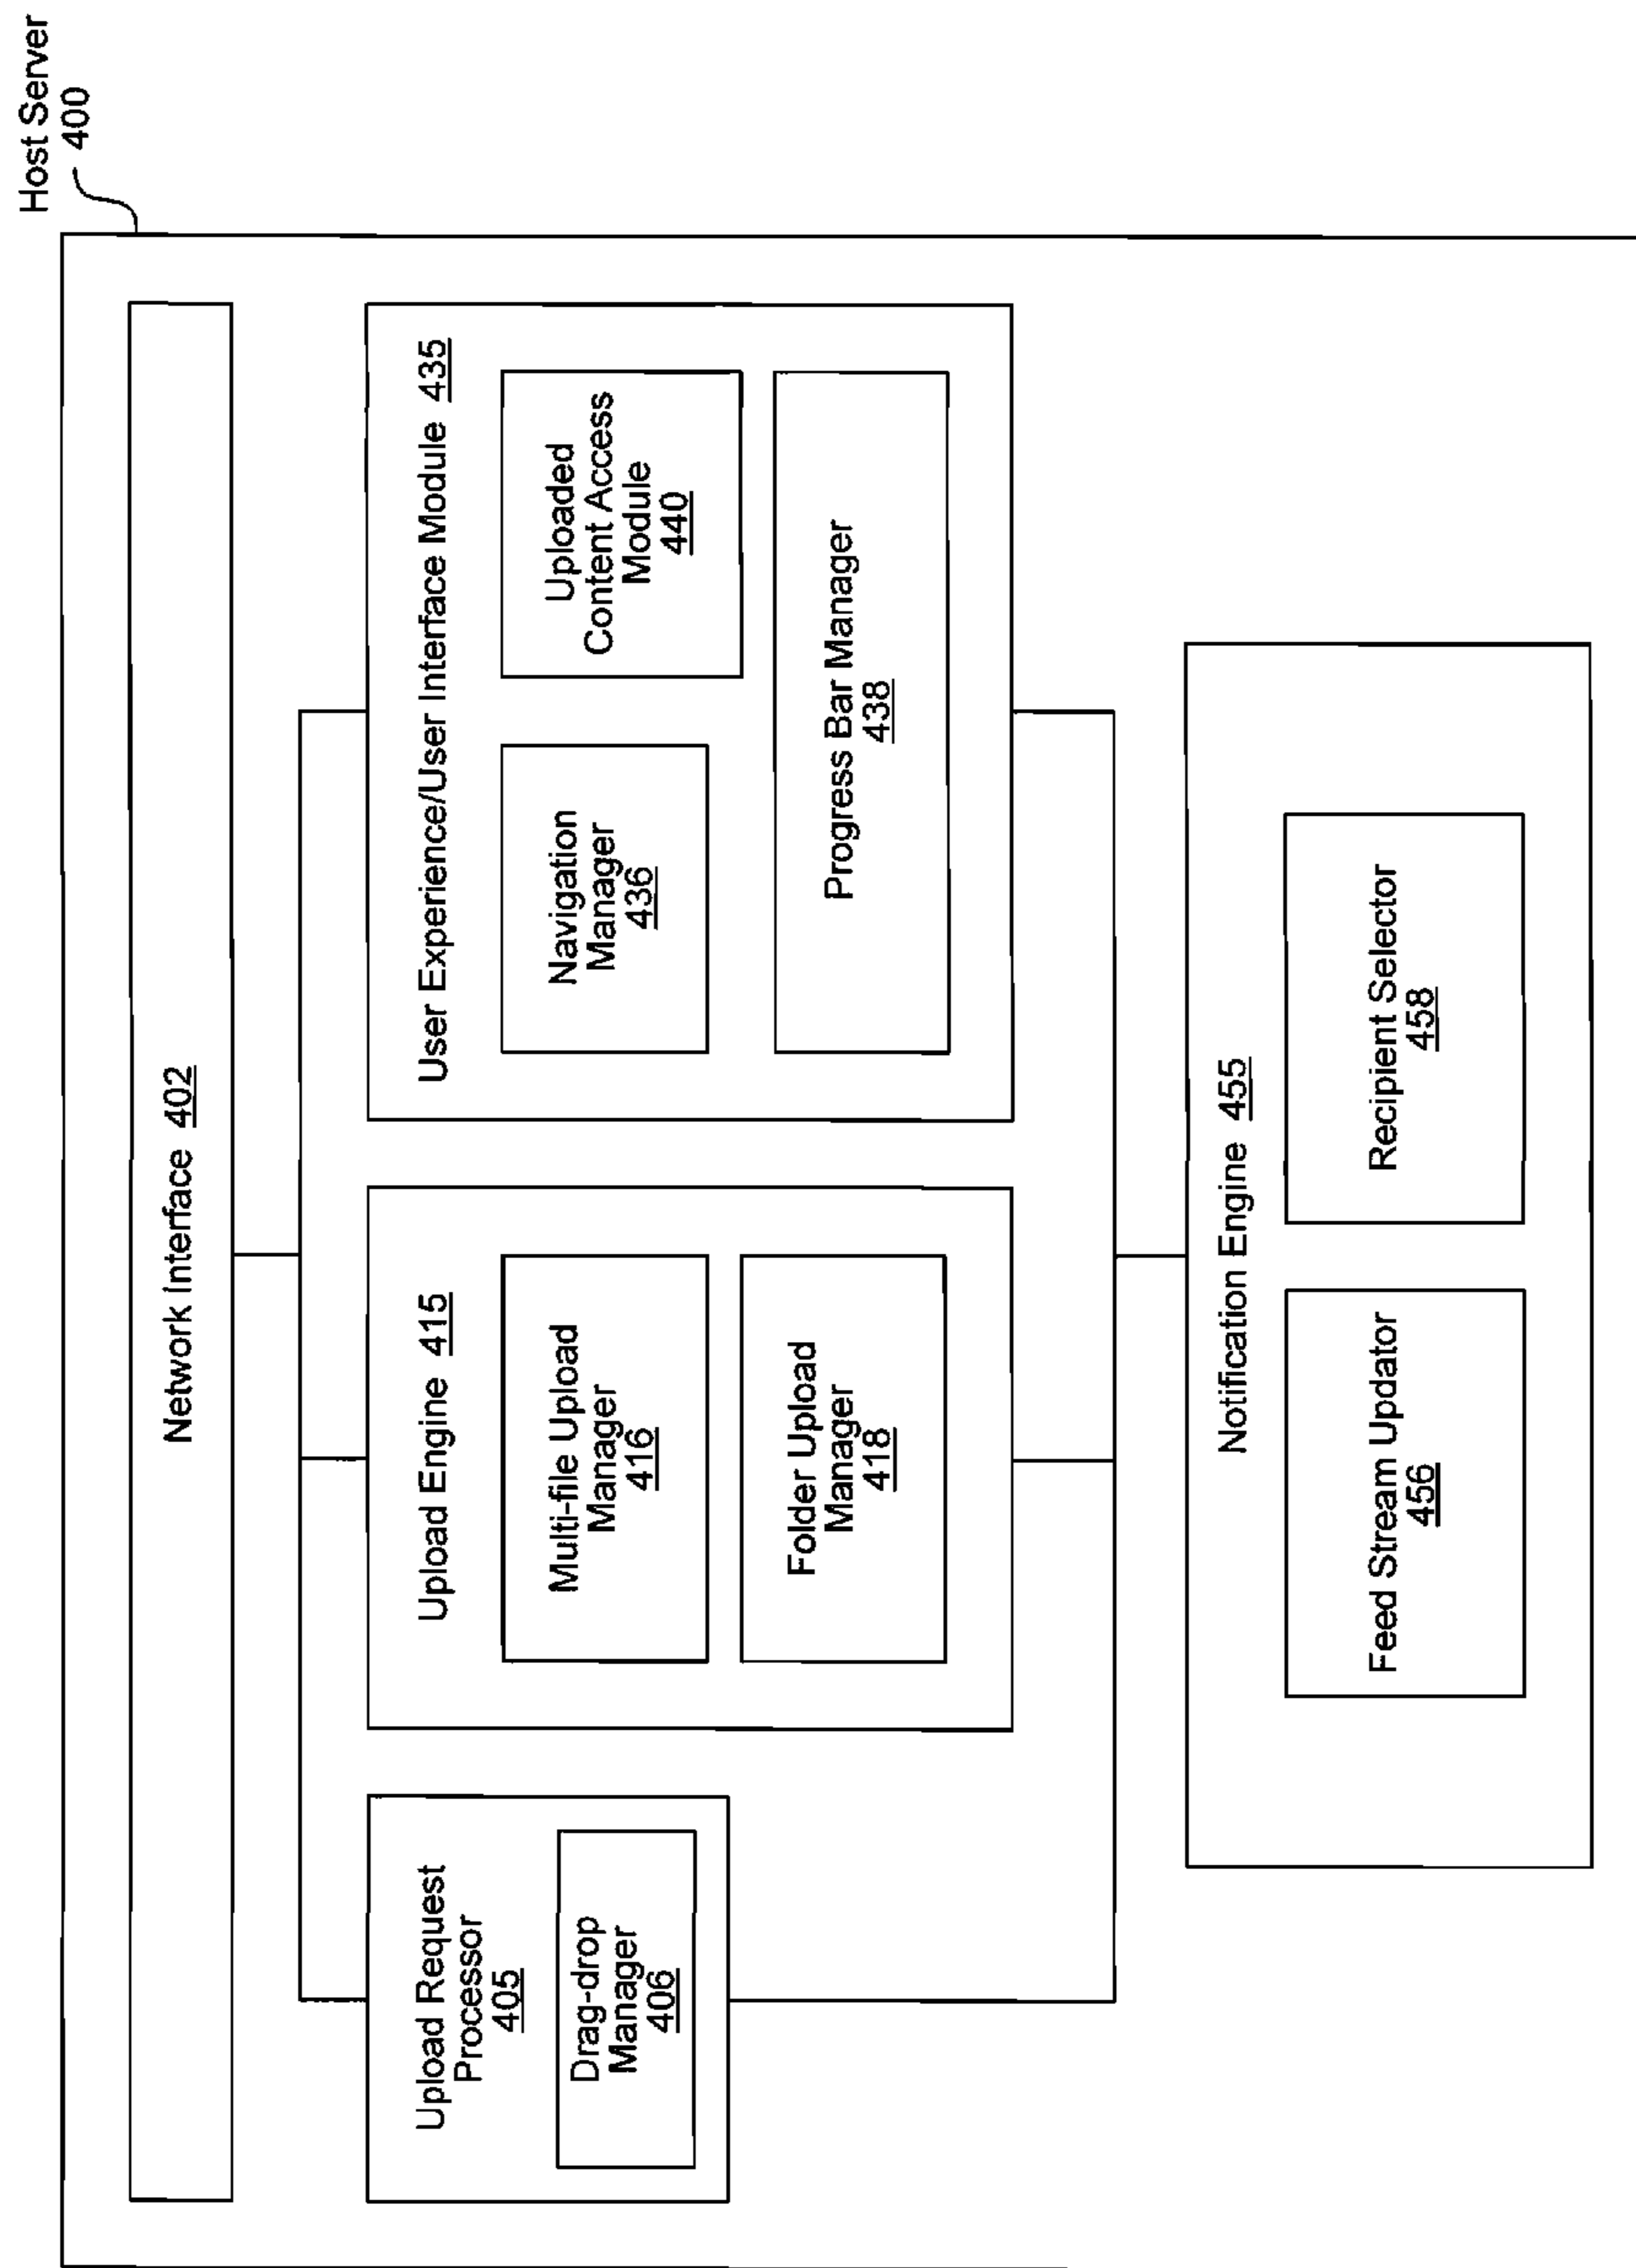 Host Server
400
Network Interface 402
Upload Request
Processor
405
Drag-drop
Manager
406
Upload Engine 415
Multi-file Upload
Manager
416
Folder Upload
Manager
418
User Experience/User Interface Module 435
Navigation
Manager
436
Uploaded
Content Access
Module
440
Progress Bar Manager
438
Notification Engine 455
Feed Stream Updator
456
Recipient Selector
458